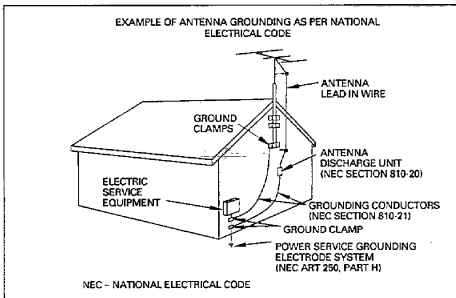 EXAMPLE OF ANTENNA GROUNDING AS PER NATIONAL
ELECTRICAL CODE
ANTENNA
LEAD IN WIRE
GROUND
CLAMPS
ANTENNA
DISCHARGE UNIT
(NEC SECTION 810-20)
ELECTRIC
SERVICE
EQUIPMENT
GROUNDING CONDUCTORS
(NEC SECTION 810-21)
GROUND CLAMP
POWER SERVICE GROUNDING
ELECTRODE SYSTEM
(NEC ART 250, PART H)
NEC – NATIONAL ELECTRICAL CODE